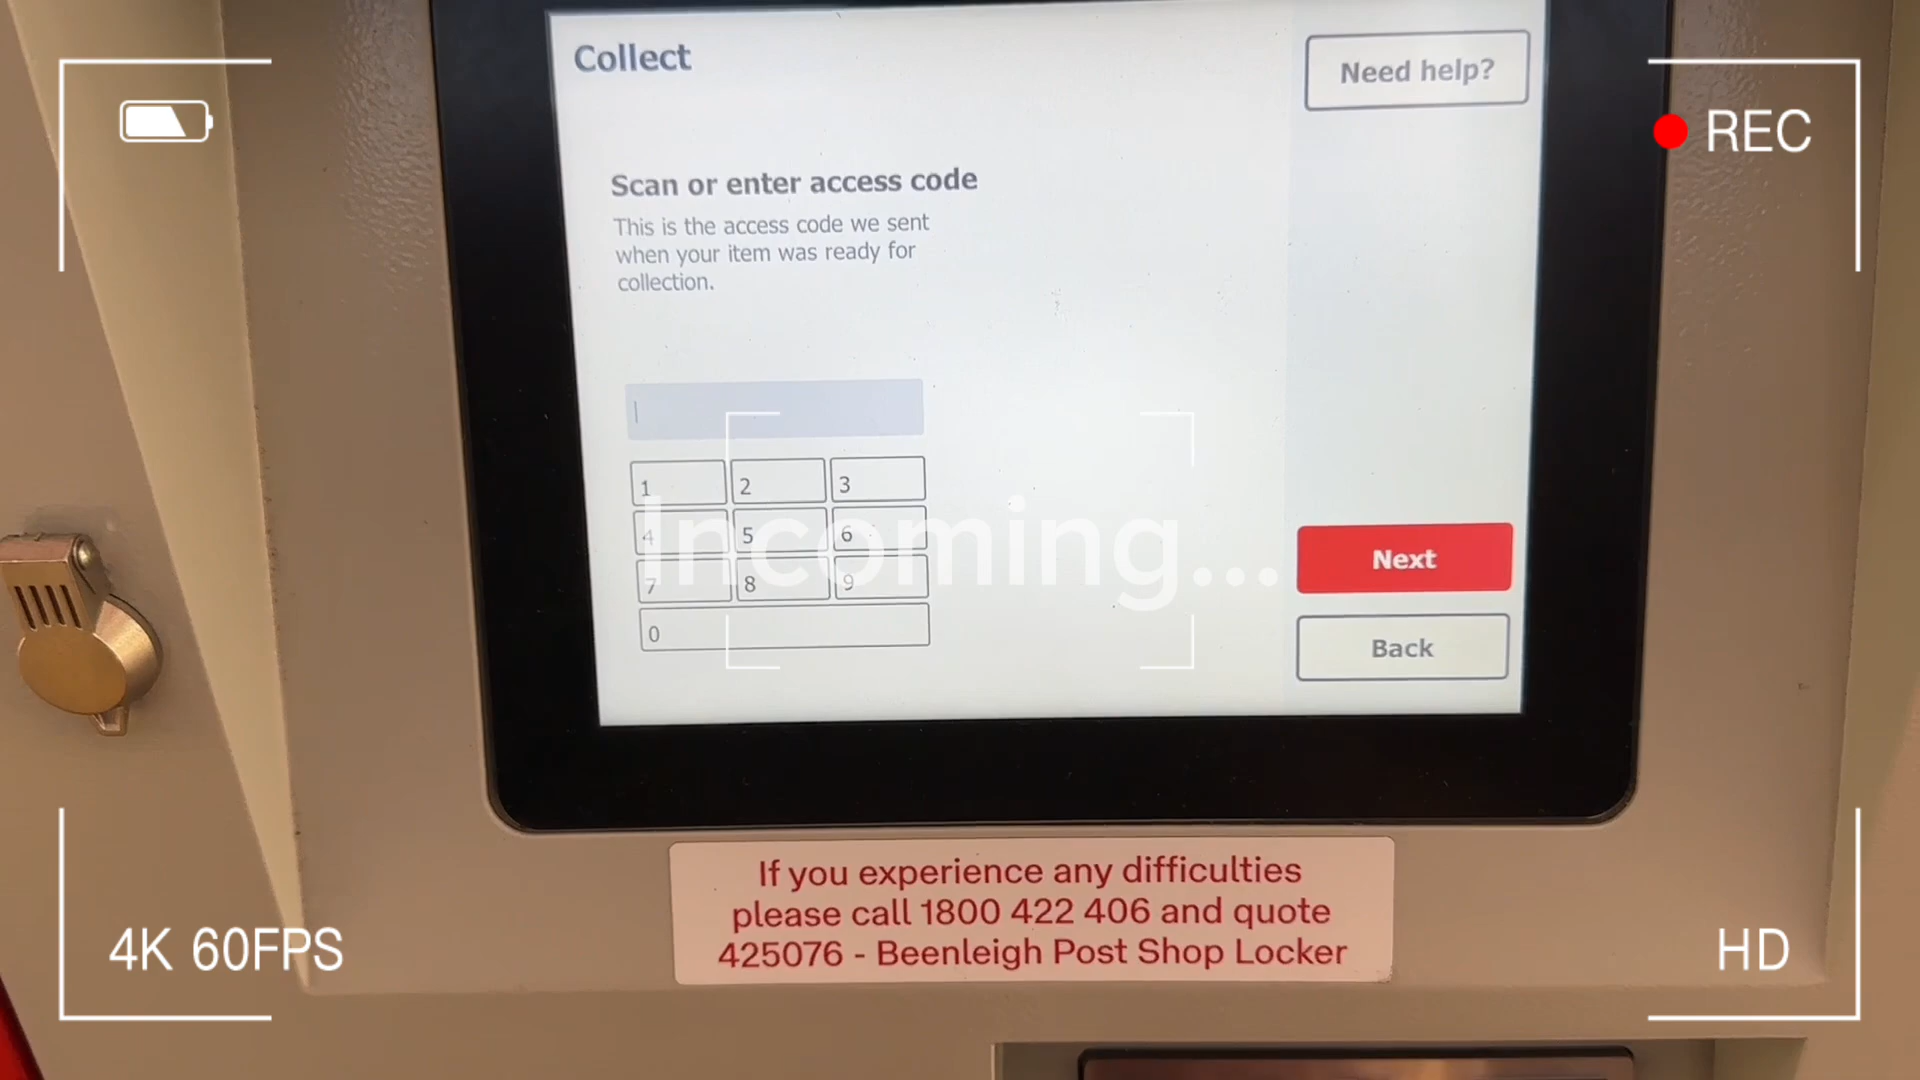 Collect
Need help?
REC
Scan or enter access code
This is the access code we sent
when your item was ready for
collection.
1
2
3
4
5
6
7
8
9
0
Incoming...
Next
Back
If you experience any difficulties
please call 1800 422 406 and quote
425076 - Beenleigh Post Shop Locker
4K 60FPS
HD